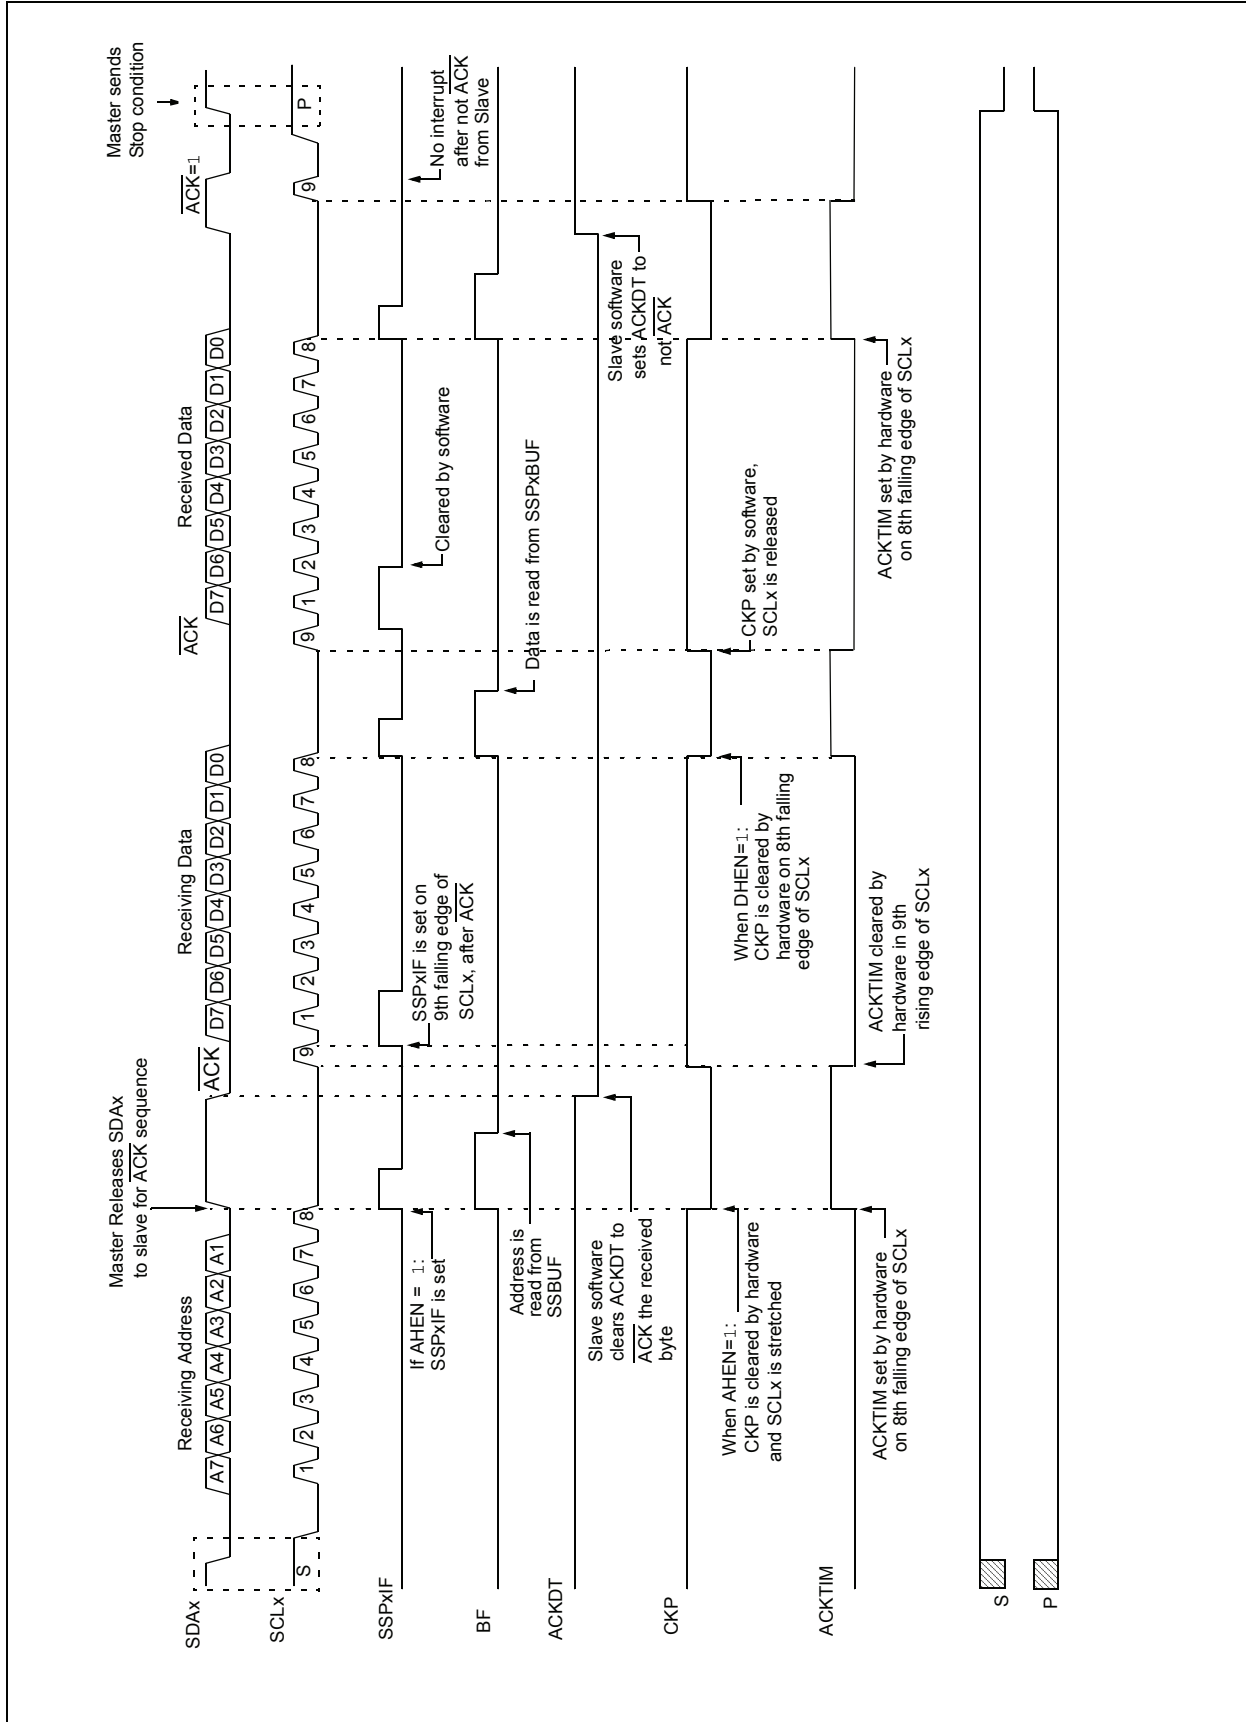 Master Releases SDAx
to slave for ACK sequence
Master sends
Stop condition
Receiving Address
Receiving Data
Received Data
ACK
ACK
ACK=1
SDAx
A7 A6 A5 A4 A3 A2 A1
D7 D6 D5 D4 D3 D2 D1 D0
D7 D6 D5 D4 D3 D2 D1 D0
SCLx
S 1 2 3 4 5 6 7 8 9 1 2 3 4 5 6 7 8 9 1 2 3 4 5 6 7 8 9 P
SSPxIF
If AHEN = 1:
SSPxIF is set
SSPxIF is set on
9th falling edge of
SCLx, after ACK
Cleared by software
No interrupt
after not ACK
from Slave
BF
Address is
read from
SSBUF
Data is read from SSPxBUF
ACKDT
Slave software
clears ACKDT to
ACK the received
byte
Slave software
sets ACKDT to
not ACK
CKP
When AHEN=1:
CKP is cleared by hardware
and SCLx is stretched
When DHEN=1:
CKP is cleared by
hardware on 8th falling
edge of SCLx
CKP set by software,
SCLx is released
ACKTIM
ACKTIM set by hardware
on 8th falling edge of SCLx
ACKTIM cleared by
hardware in 9th
rising edge of SCLx
ACKTIM set by hardware
on 8th falling edge of SCLx
S
P